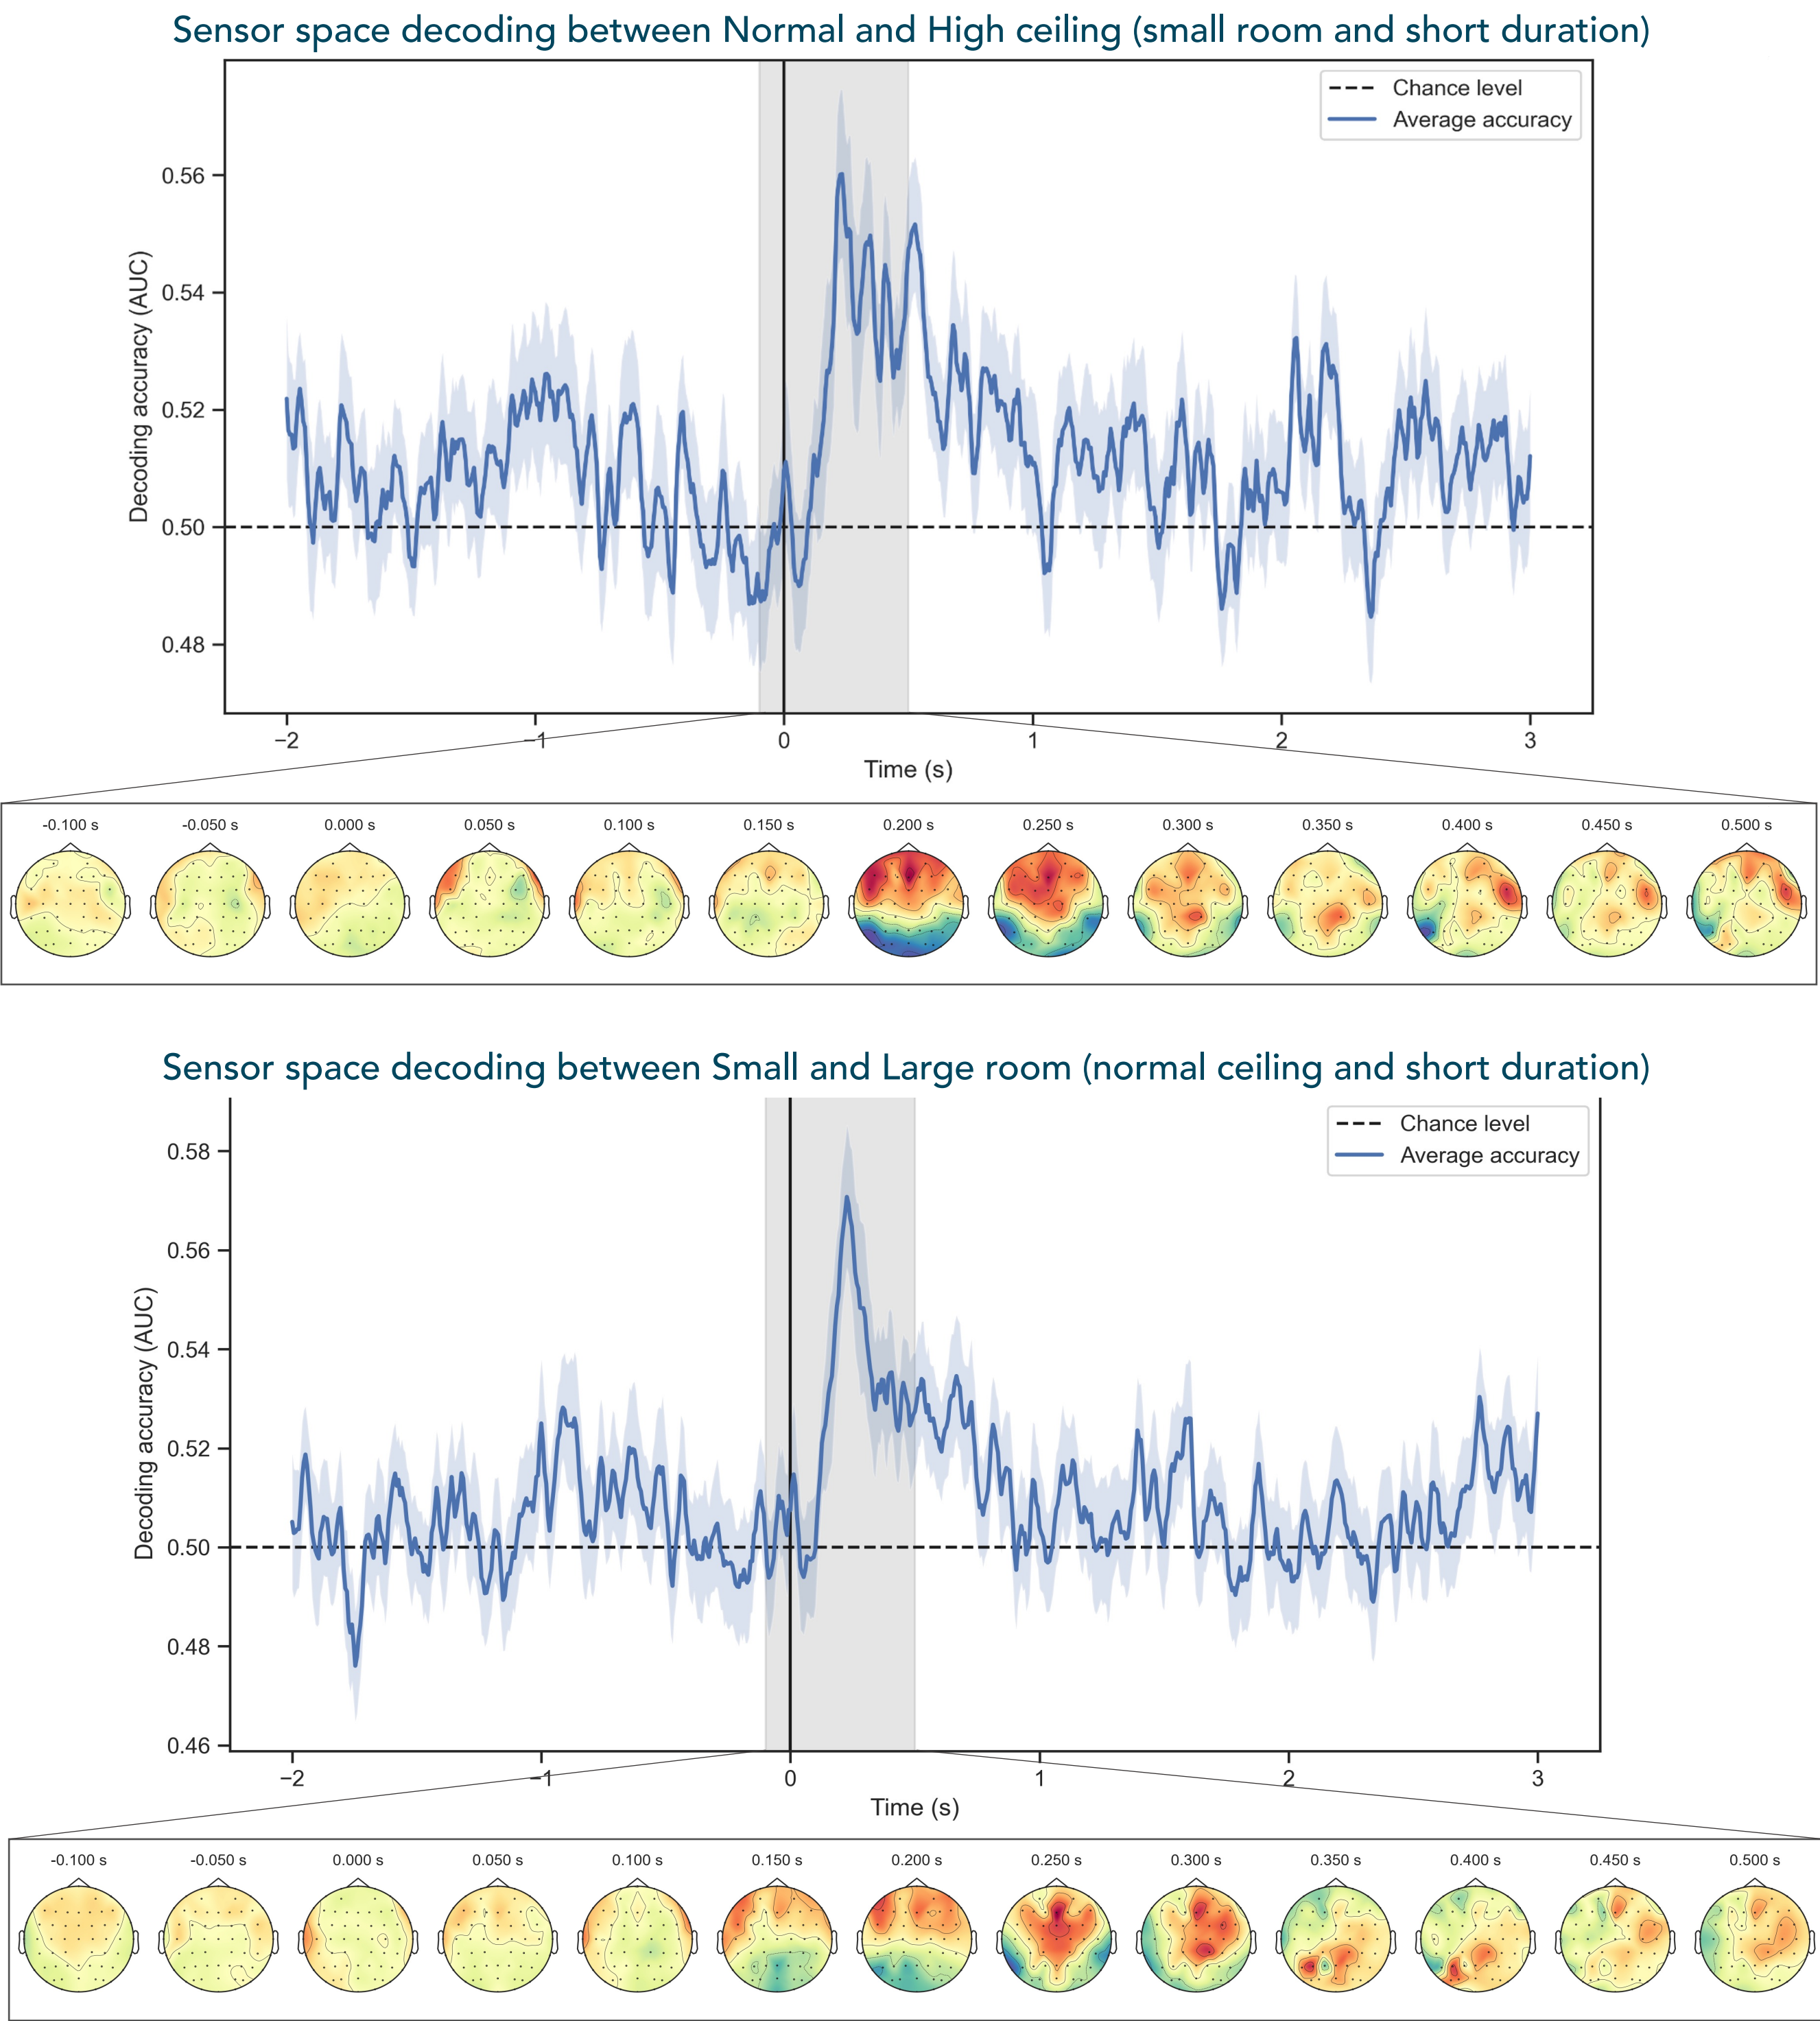 Sensor space decoding between Normal and High ceiling (small room and short duration)
Chance level
Average accuracy
0.56
0.54
0.52
0.50
0.48
Decoding accuracy (AUC)
−2
−1
0
1
2
3
Time (s)
-0.100 s -0.050 s 0.000 s 0.050 s 0.100 s 0.150 s 0.200 s 0.250 s 0.300 s 0.350 s 0.400 s 0.450 s 0.500 s
Sensor space decoding between Small and Large room (normal ceiling and short duration)
Chance level
Average accuracy
0.58
0.56
0.54
0.52
0.50
0.48
0.46
Decoding accuracy (AUC)
−2
−1
0
1
2
3
Time (s)
-0.100 s -0.050 s 0.000 s 0.050 s 0.100 s 0.150 s 0.200 s 0.250 s 0.300 s 0.350 s 0.400 s 0.450 s 0.500 s